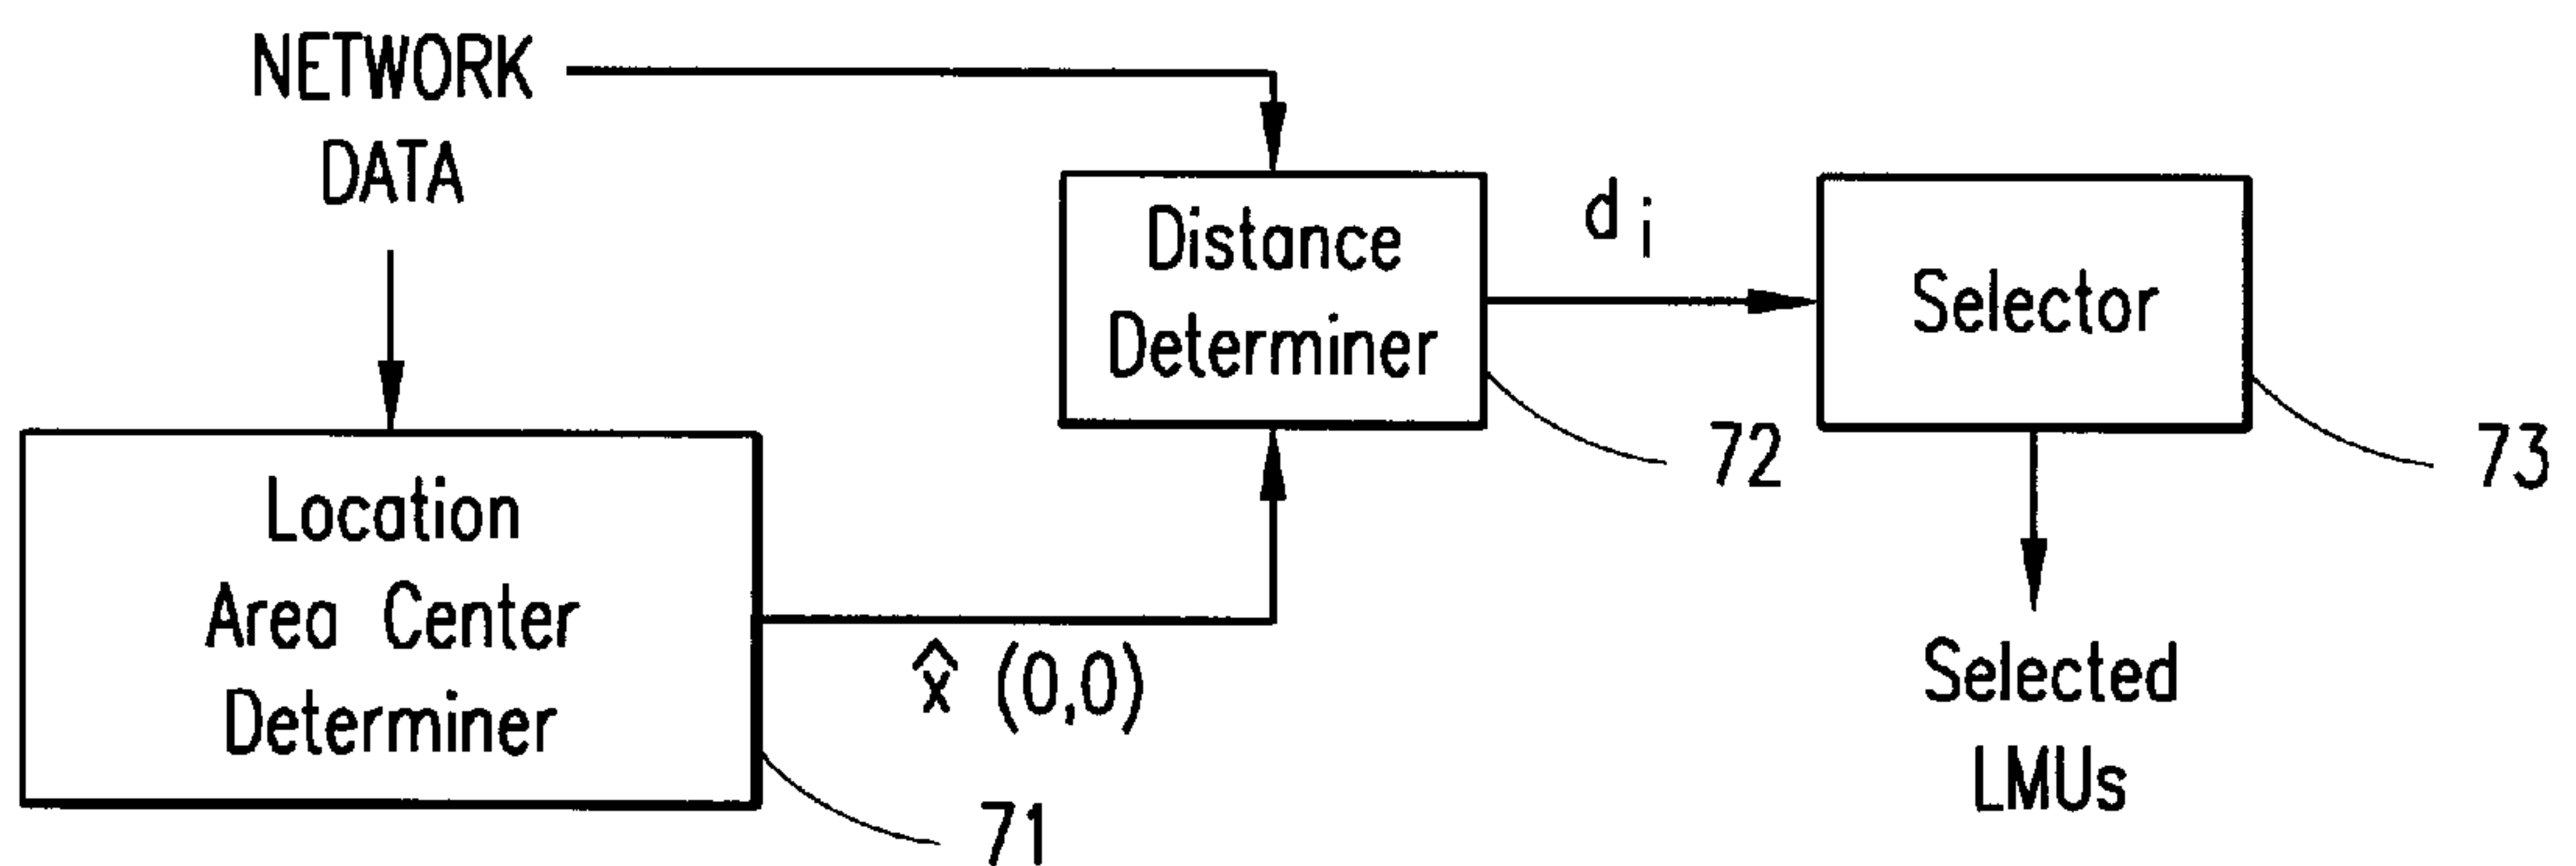 NETWORK
DATA
Distance
Determiner
d i
Selector
72
73
Location
Area Center
Determiner
x̂ (0,0)
71
Selected
LMUs